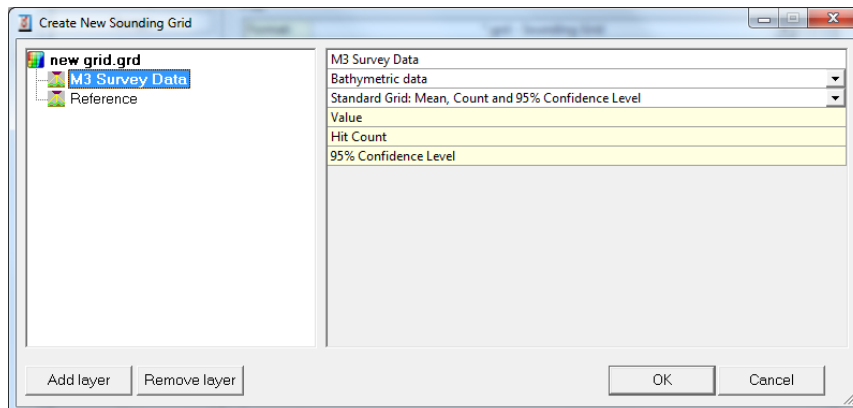 Create New Sounding Grid
new grid.grd
M3 Survey Data
Reference
M3 Survey Data
Bathymetric data
Standard Grid: Mean, Count and 95% Confidence Level
Value
Hit Count
95% Confidence Level
Add layer
Remove layer
OK
Cancel